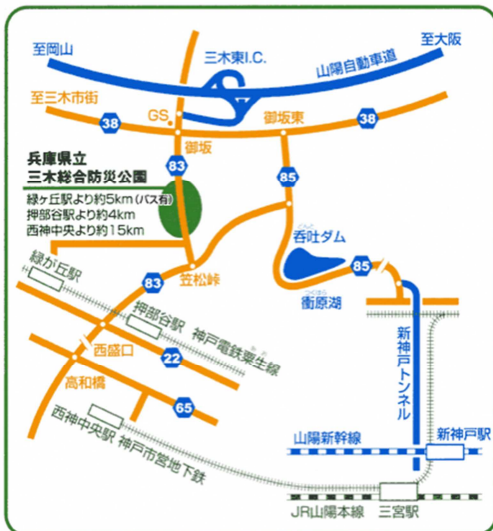 至岡山
三木東I.C.
山陽自動車道
至大阪
至三木市街
38
GS
御坂
御坂東
38
83
85
兵庫県立
三木総合防災公園
緑ヶ丘駅より約5km(バス有)
押部谷駅より約4km
西神中央より約15km
呑吐ダム
85
衝原湖
笠松峠
83
緑が丘駅
押部谷駅 神戸電鉄粟生線
西盛口
22
高和橋
65
西神中央駅 神戸市営地下鉄
新神戸トンネル
山陽新幹線
新神戸駅
JR山陽本線
三宮駅